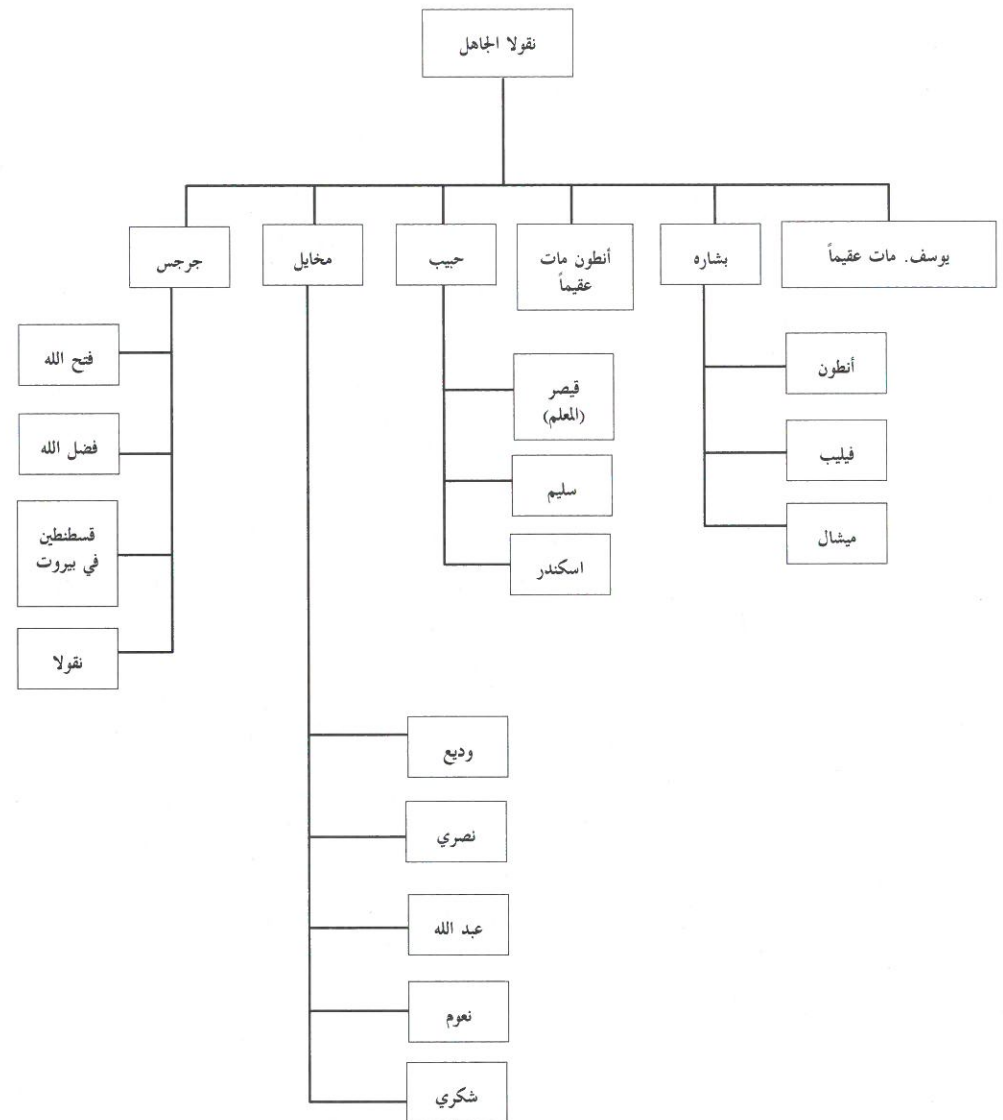 نقولا الجاهل
يوسف. مات عقيماً
بشاره
أنطون
فيليب
ميشال
أنطون مات
عقيماً
حبيب
قيصر
(المعلم)
سليم
اسكندر
مخايل
وديع
نصري
عبد الله
نعوم
شكري
جرجس
فتح الله
فضل الله
قسطنطين
في بيروت
نقولا